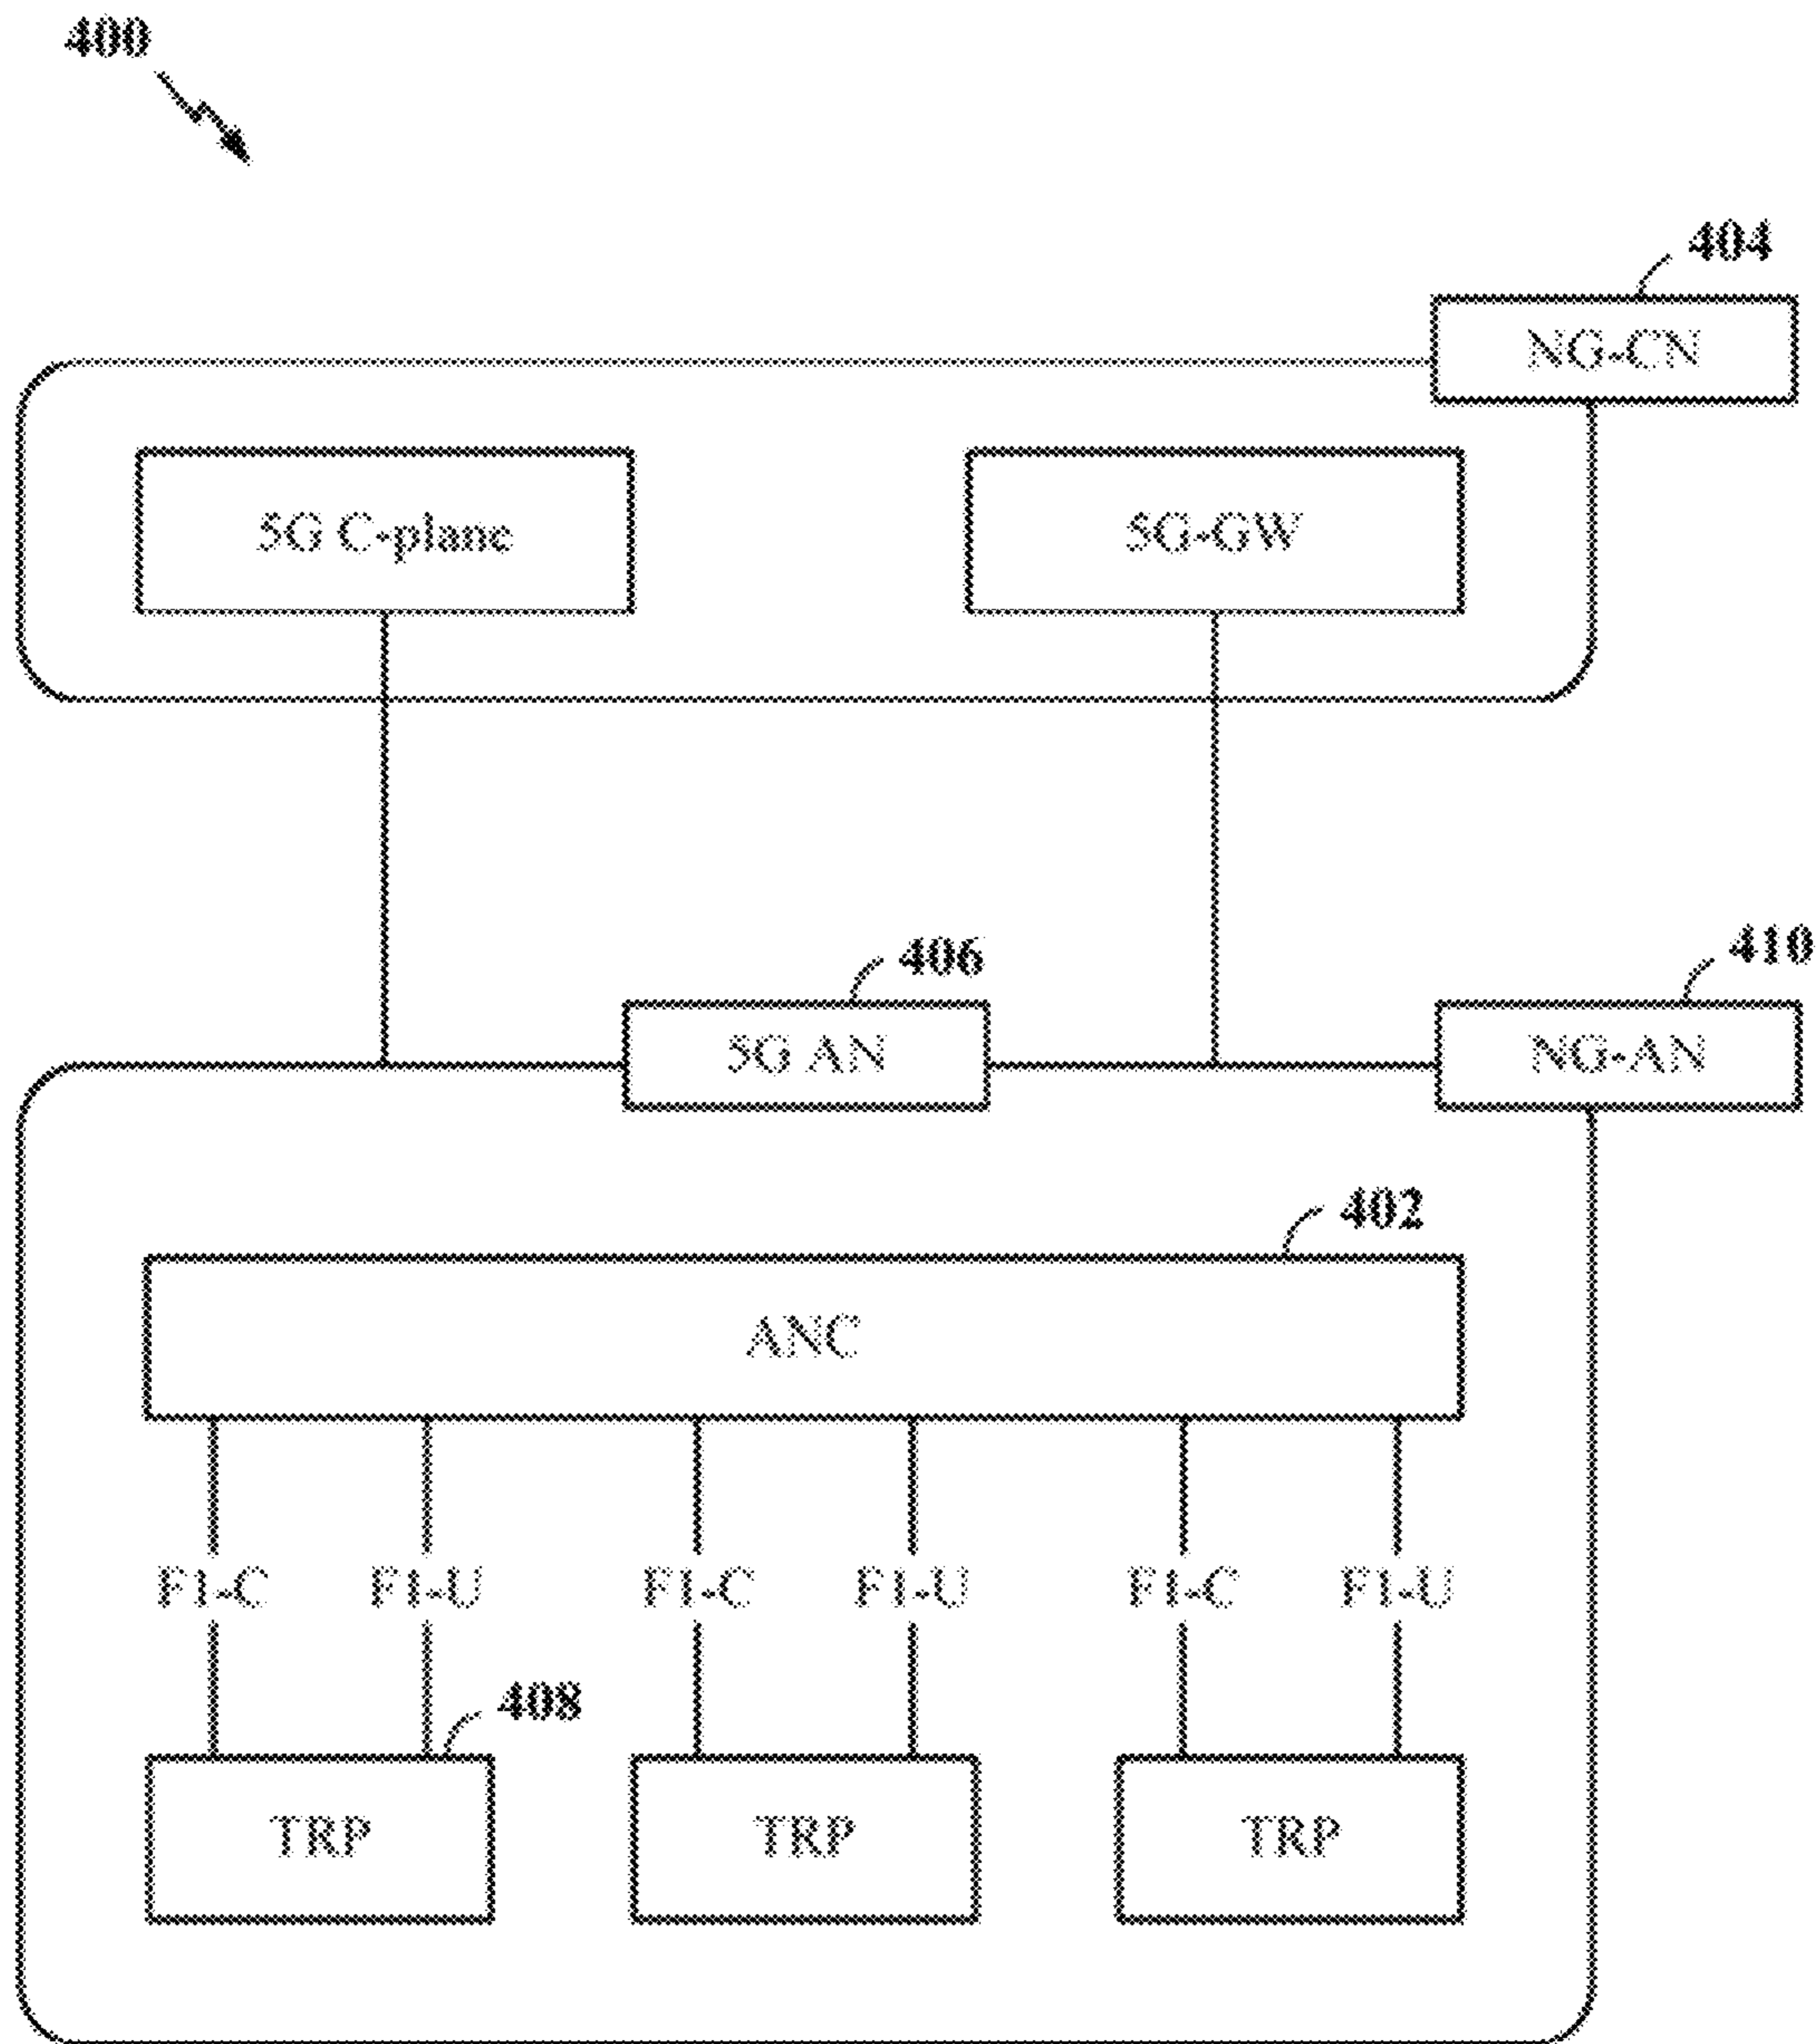 400
404
NG-CN
5G C-plane
5G-GW
406
410
5G AN
NG-AN
402
ANC
F1-C
F1-U
F1-C
F1-U
F1-C
F1-U
408
TRP
TRP
TRP